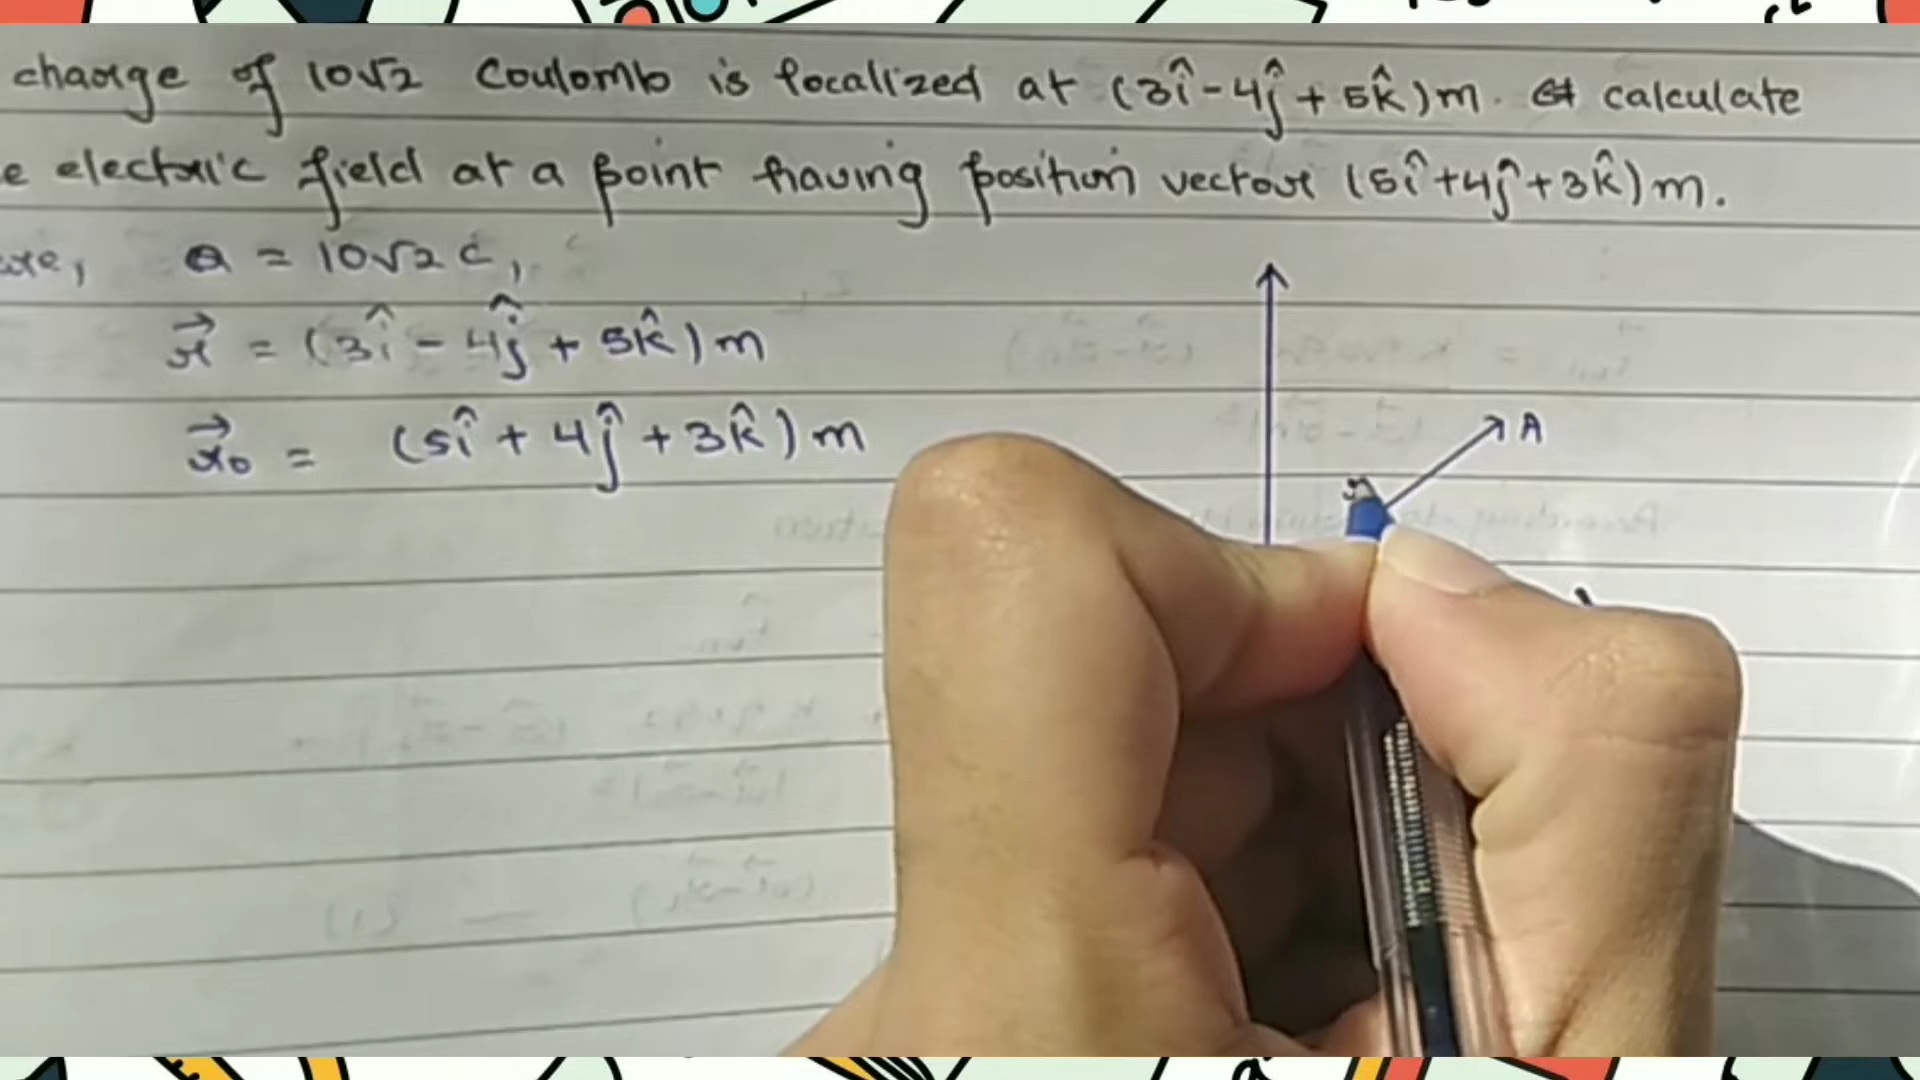 charge of 10√2 Coulomb is localized at (3î-4ĵ+5k̂)m. calculate
e electric field at a point having position vector (5î+4ĵ+3k̂)m.
Q = 10√2 C,
r⃗ = (3î - 4ĵ + 5k̂)m
r⃗₀ = (5î + 4ĵ + 3k̂)m
A